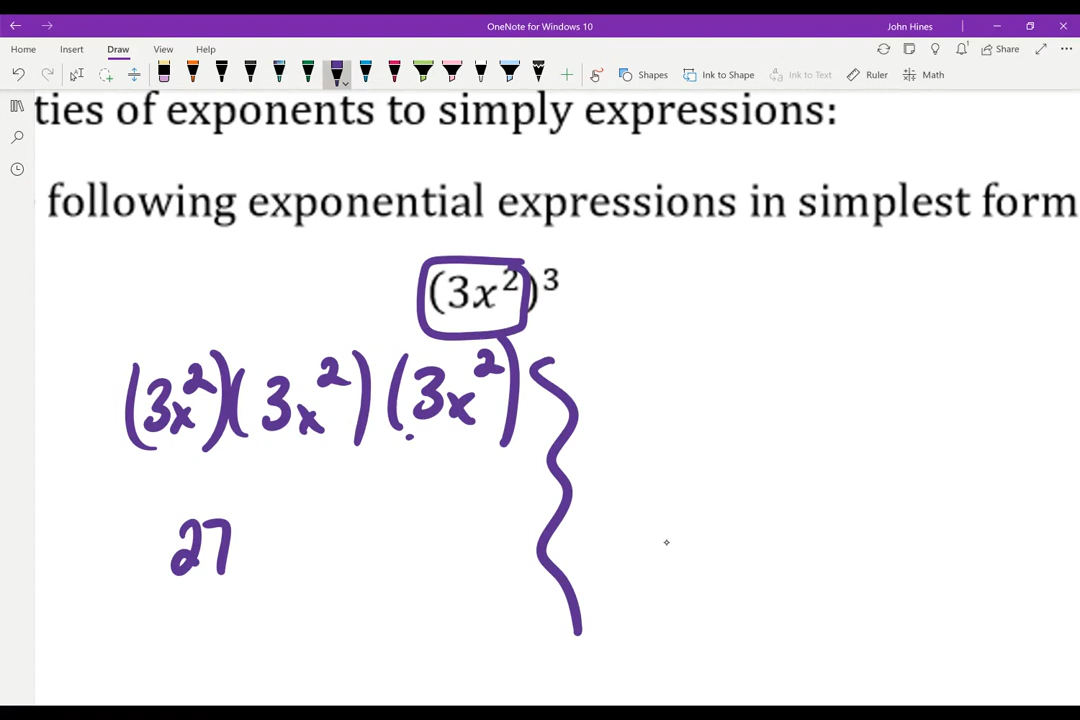 OneNote for Windows 10
John Hines
Home Insert Draw View Help
Share
Shapes Ink to Shape Ink to Text Ruler Math
ties of exponents to simply expressions:
following exponential expressions in simplest form
(3x²)³
(3x²)(3x²)(3x²)
27